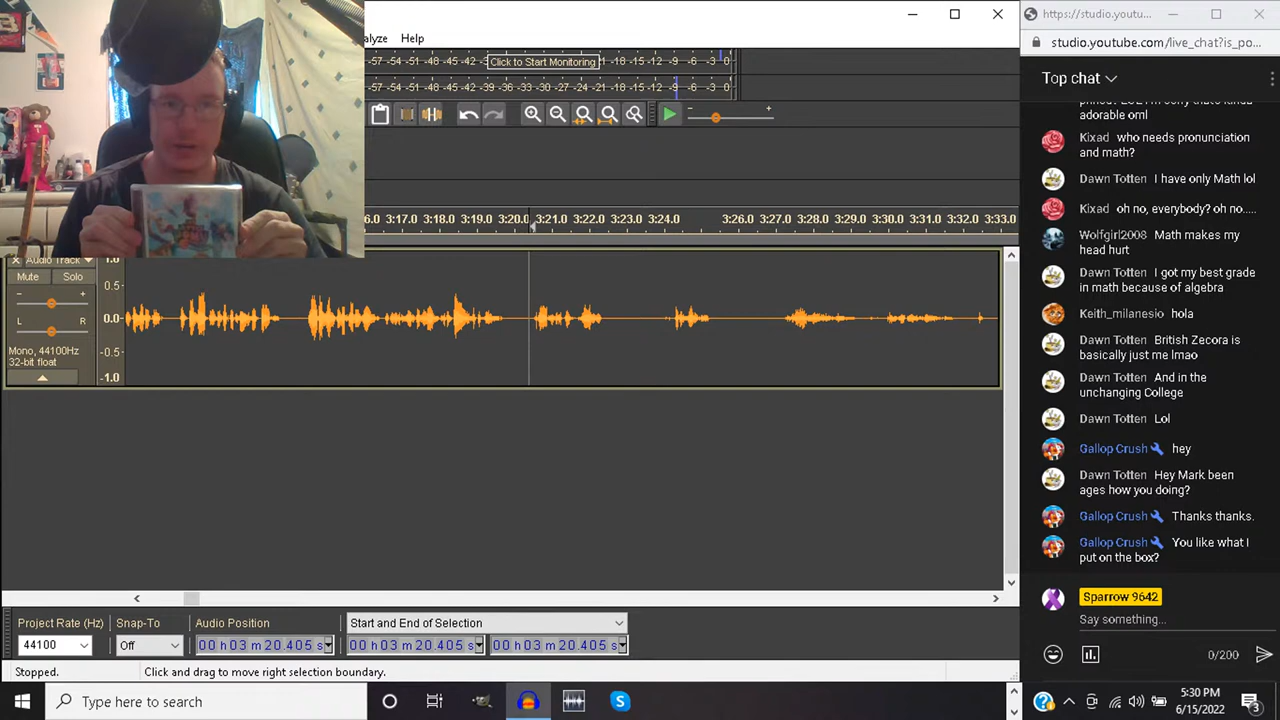 https://studio.youtu...
studio.youtube.com/live_chat?is_po...
Top chat
adorable omf
Kixad who needs pronunciation
and math?
Dawn Totten I have only Math lol
Kixad oh no, everybody? oh no.....
Wolfgirl2008 Math makes my
head hurt
Dawn Totten I got my best grade
in math because of algebra
Keith_milanesio hola
Dawn Totten British Zecora is
basically just me lmao
Dawn Totten And in the
unchanging College
Dawn Totten Lol
Gallop Crush hey
Dawn Totten Hey Mark been
ages how you doing?
Gallop Crush Thanks thanks.
Gallop Crush You like what I
put on the box?
Sparrow 9642
Say something...
0/200
alyze Help
-57 -54 -51 -48 -45 -42 Click to Start Monitoring 1 -18 -15 -12 -9 -6 -3 0
-57 -54 -51 -48 -45 -42 -39 -36 -33 -30 -27 -24 -21 -18 -15 -12 -9 -6 -3 0
6.0 3:17.0 3:18.0 3:19.0 3:20.0 3:21.0 3:22.0 3:23.0 3:24.0 3:26.0 3:27.0 3:28.0 3:29.0 3:30.0 3:31.0 3:32.0 3:33.0
Audio Track
Mute Solo
- +
L R
Mono, 44100Hz
32-bit float
1.0
0.5
0.0
-0.5
-1.0
Project Rate (Hz) Snap-To Audio Position Start and End of Selection
44100 Off 00 h 03 m 20.405 s 00 h 03 m 20.405 s 00 h 03 m 20.405 s
Stopped. Click and drag to move right selection boundary.
Type here to search
5:30 PM
6/15/2022
3